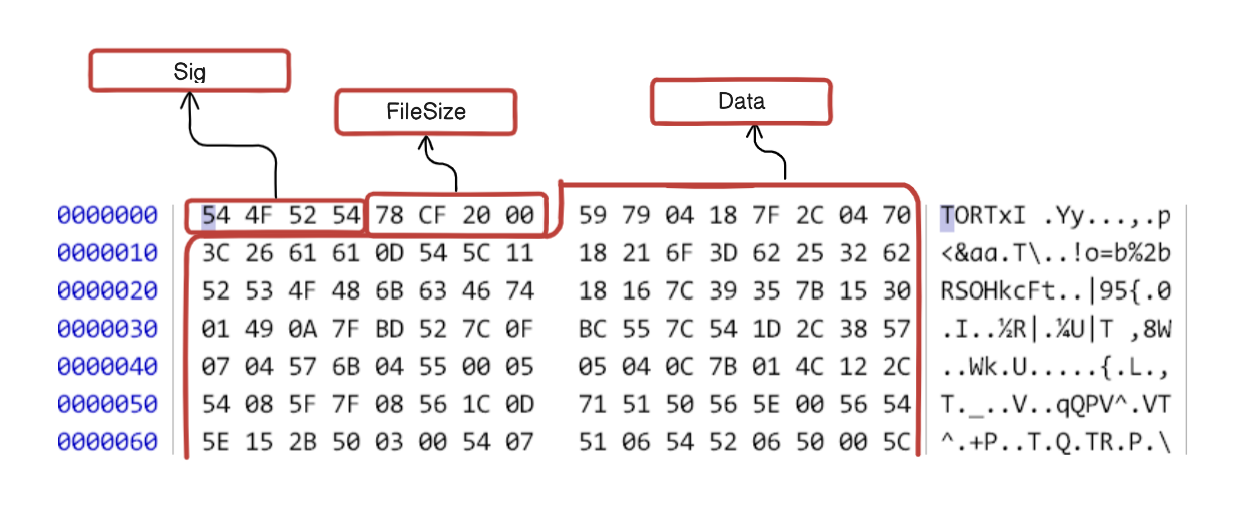 Sig
FileSize
Data
0000000 54 4F 52 54 78 CF 20 00 59 79 04 18 7F 2C 04 70 TORTxI .Yy...,.p
0000010 3C 26 61 61 0D 54 5C 11 18 21 6F 3D 62 25 32 62 <&aa.T\..!o=b%2b
0000020 52 53 4F 48 6B 63 46 74 18 16 7C 39 35 7B 15 30 RSOHkcFt..|95{.0
0000030 01 49 0A 7F BD 52 7C 0F BC 55 7C 54 1D 2C 38 57 .I..½R|.¼U|T ,8W
0000040 07 04 57 6B 04 55 00 05 05 04 0C 7B 01 4C 12 2C ..Wk.U.....{.L.,
0000050 54 08 5F 7F 08 56 1C 0D 71 51 50 56 5E 00 56 54 T._..V..qQPV^.VT
0000060 5E 15 2B 50 03 00 54 07 51 06 54 52 06 50 00 5C ^.+P..T.Q.TR.P.\